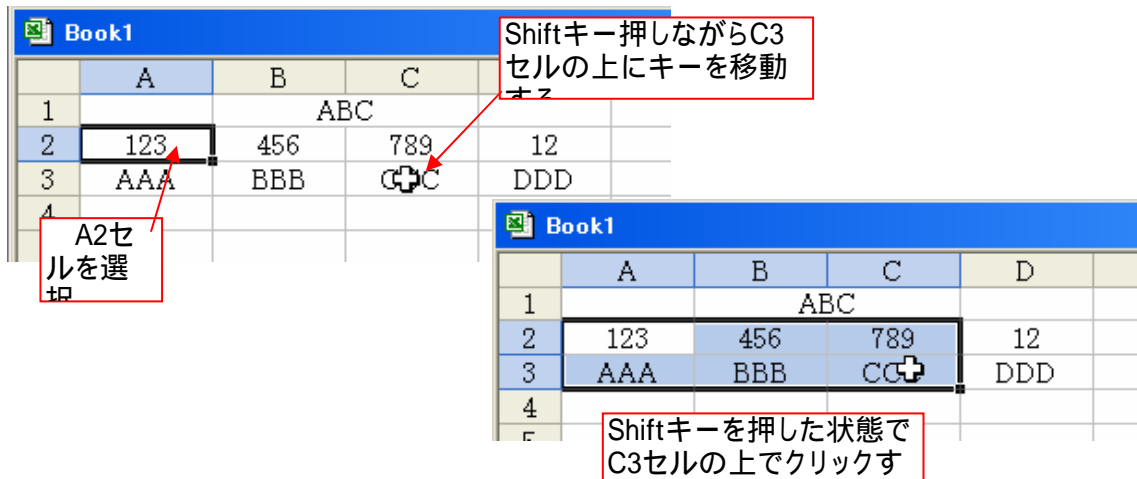 Book1
Shiftキー押しながらC3
セルの上にキーを移動
する
A B C
1 ABC
2 123 456 789 12
3 AAA BBB DDD
4
A2セ
ルを選
択
Book1
A B C D
1 ABC
2 123 456 789 12
3 AAA BBB DDD
4
5
Shiftキーを押した状態で
C3セルの上でクリックす